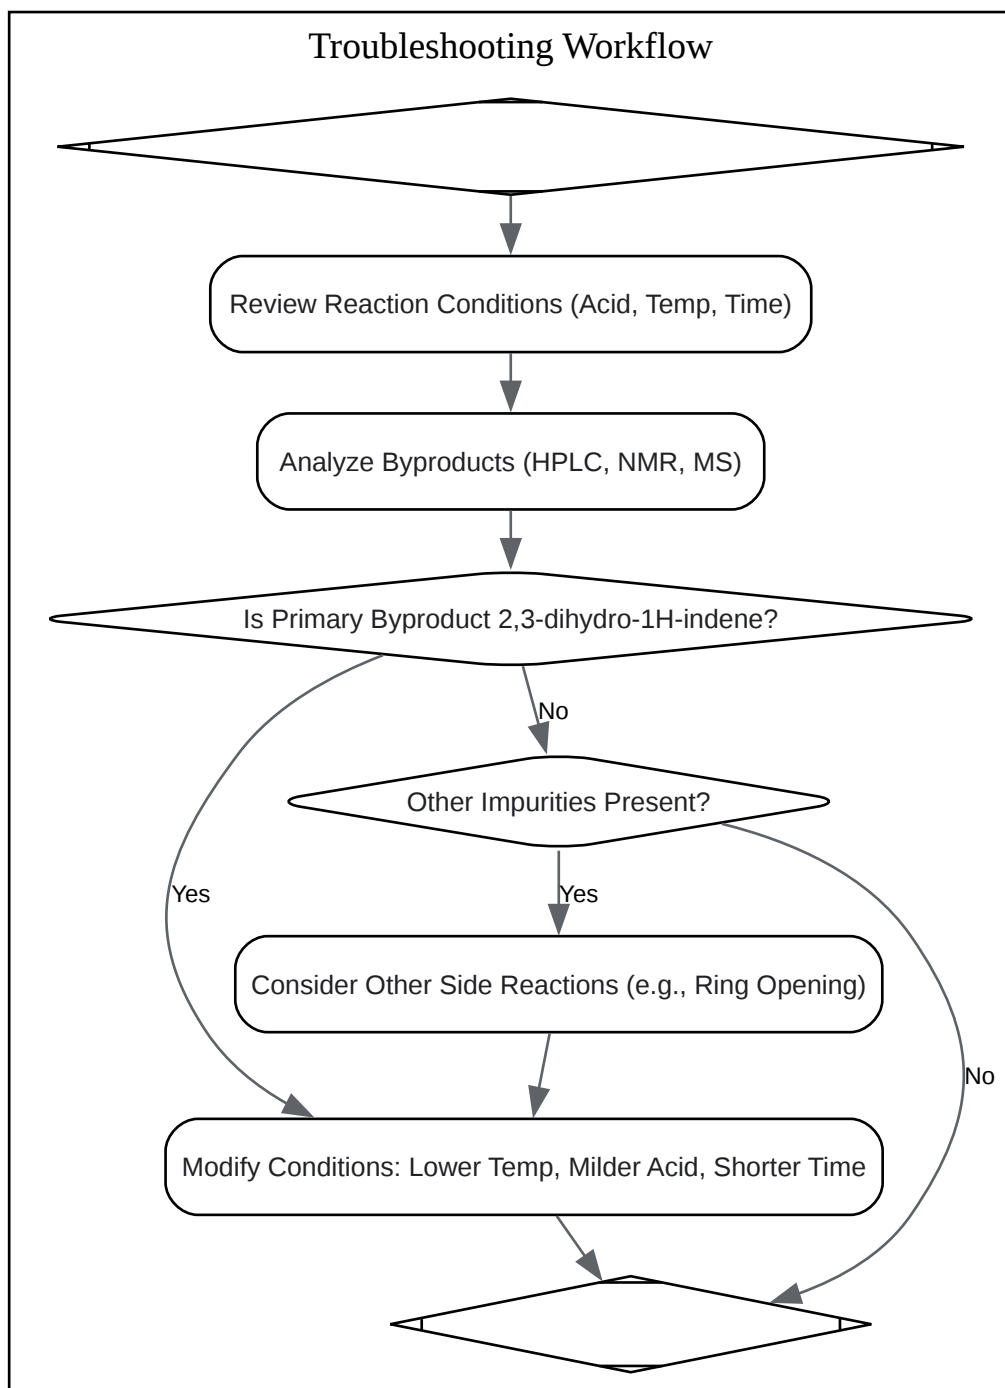 Troubleshooting Workflow
Review Reaction Conditions (Acid, Temp, Time)
Analyze Byproducts (HPLC, NMR, MS)
Is Primary Byproduct 2,3-dihydro-1H-indene?
No
Other Impurities Present?
Yes
Yes
Consider Other Side Reactions (e.g., Ring Opening)
No
Modify Conditions: Lower Temp, Milder Acid, Shorter Time